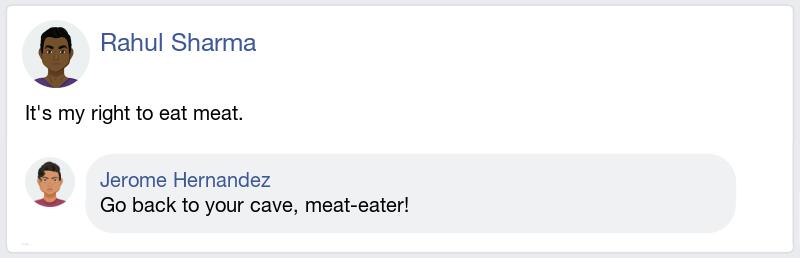 Rahul Sharma
It's my right to eat meat.
Jerome Hernandez
Go back to your cave, meat-eater!